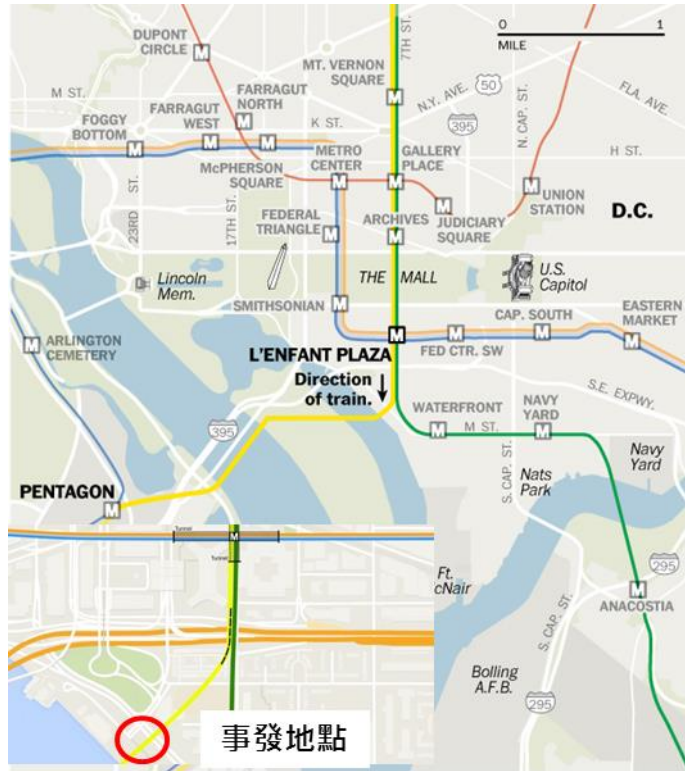 0 1
MILE
DUPONT
CIRCLE
7TH ST.
MT. VERNON
SQUARE
M ST.
N.Y. AVE.
50
FLA. AVE.
FARRAGUT
NORTH
FARRAGUT
WEST
FOGGY
BOTTOM
K ST.
395
N. CAP. ST.
H ST.
McPHERSON
SQUARE
METRO
CENTER
GALLERY
PLACE
UNION
STATION
D.C.
23RD ST.
17TH ST.
FEDERAL
TRIANGLE
ARCHIVES
JUDICIARY
SQUARE
Lincoln
Mem.
THE MALL
U.S.
Capitol
SMITHSONIAN
CAP. SOUTH
EASTERN
MARKET
ARLINGTON
CEMETERY
L'ENFANT PLAZA
FED CTR. SW
Direction
of train.
S.E. EXPWY.
WATERFRONT
NAVY
YARD
M ST.
395
S. CAP. ST.
Nats
Park
Navy
Yard
PENTAGON
Tunnel
Tunnel
Ft.
cNair
295
ANACOSTIA
S. CAP. ST.
Bolling
A.F.B.
295
事發地點